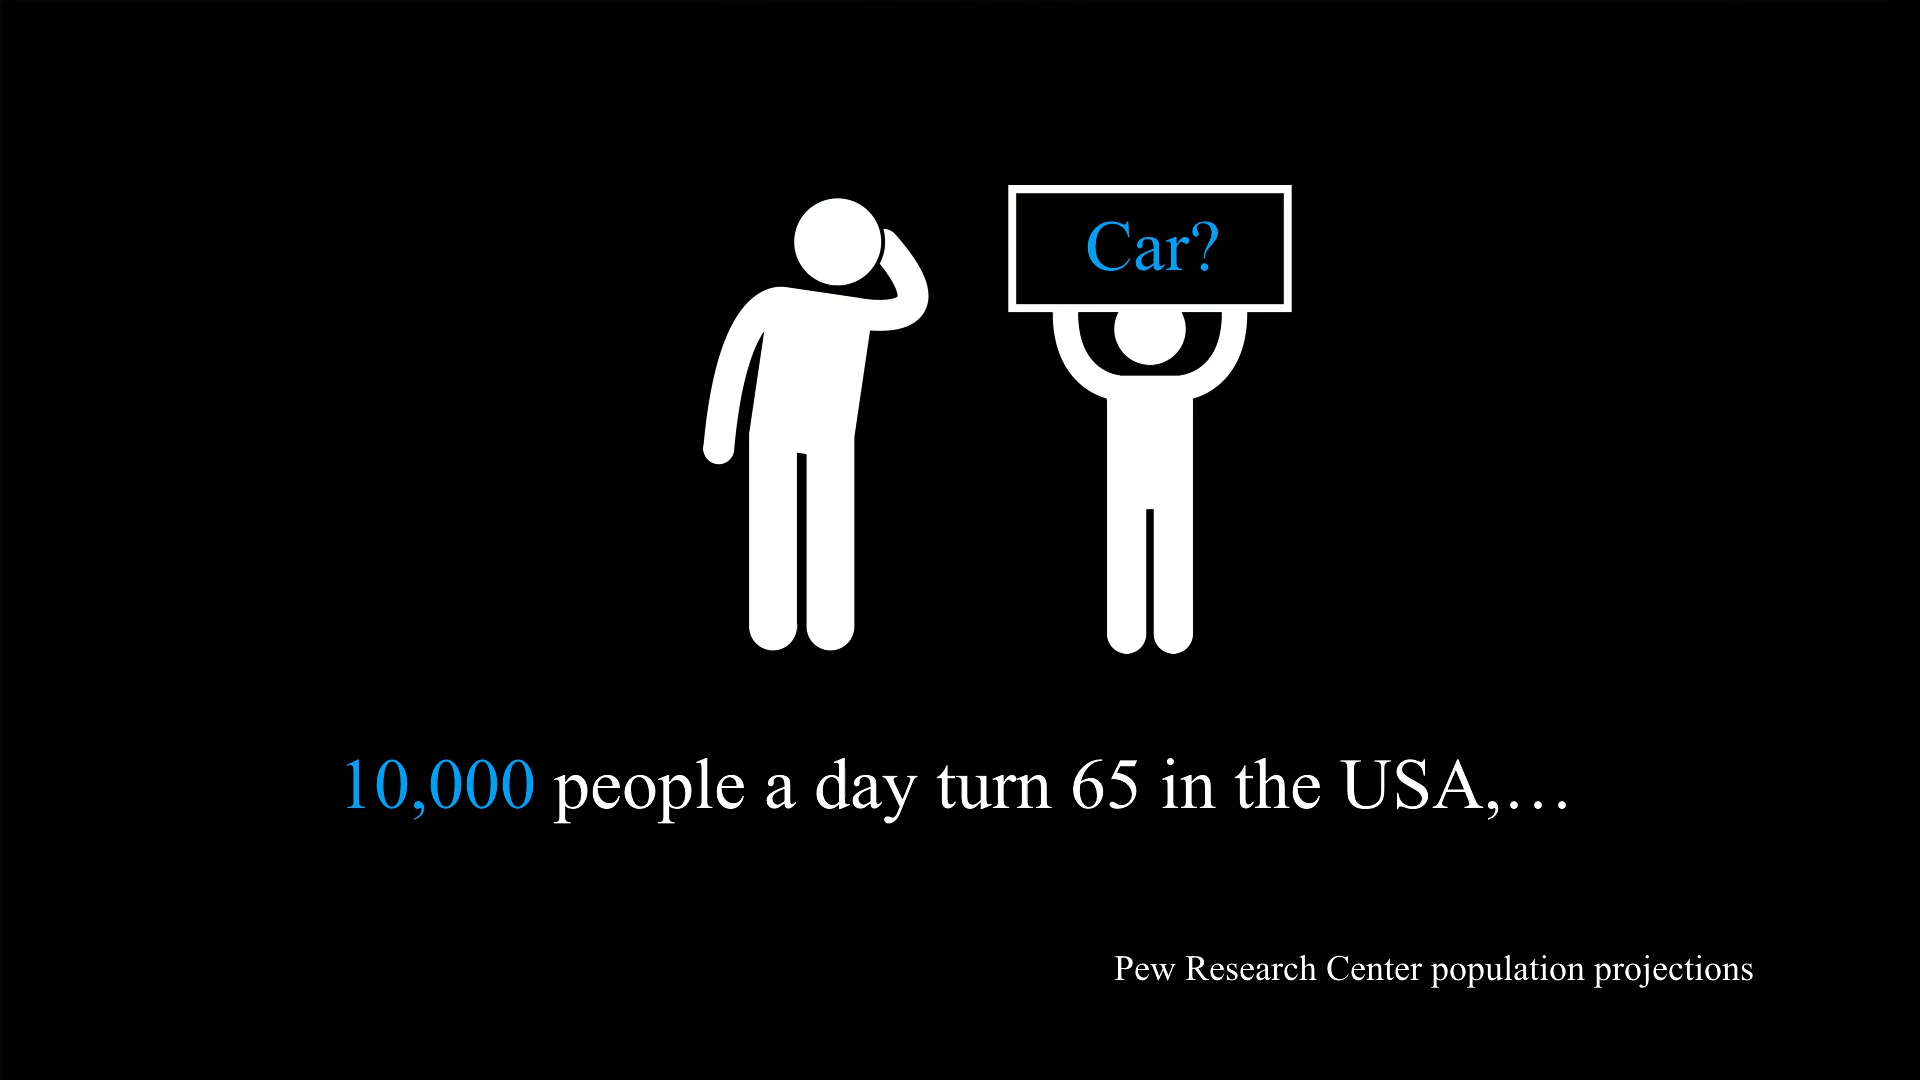 Car?
10,000 people a day turn 65 in the USA,…
Pew Research Center population projections